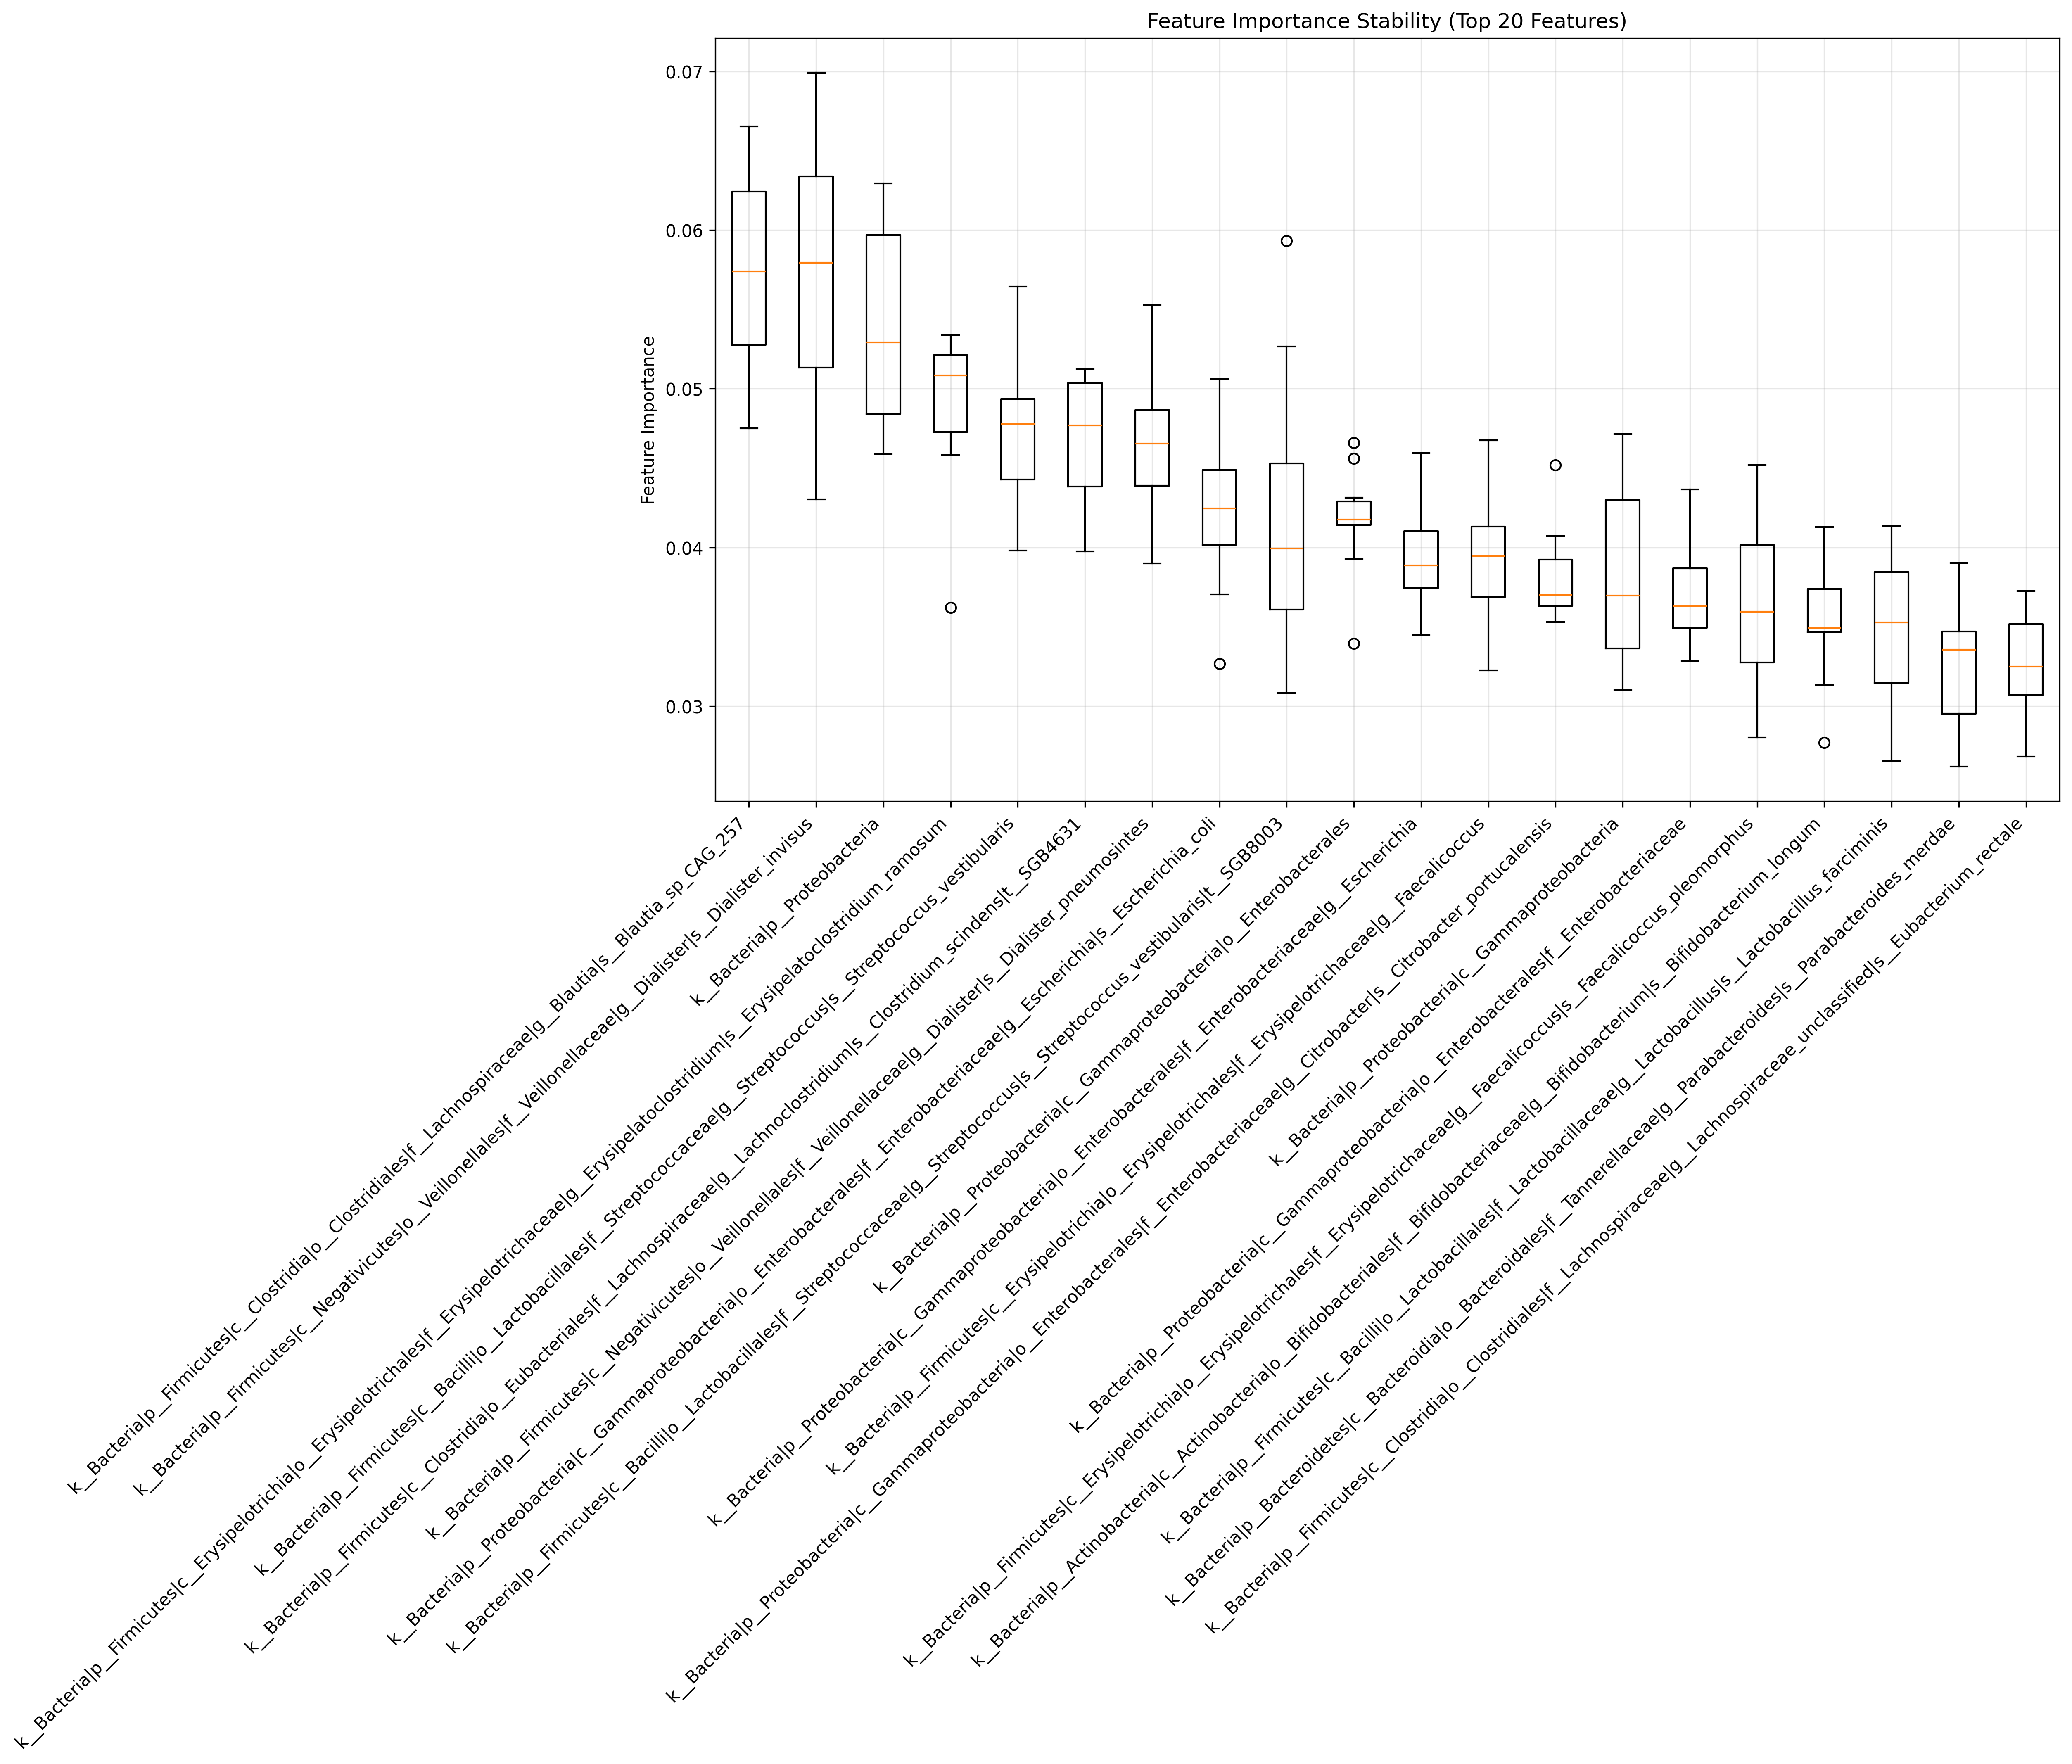 Feature Importance Stability (Top 20 Features)
Feature Importance
0.07
0.06
0.05
0.04
0.03
k__Bacteria|p__Firmicutes|c__Clostridia|o__Clostridiales|f__Lachnospiraceae|g__Blautia|s__Blautia_sp_CAG_257
k__Bacteria|p__Firmicutes|c__Negativicutes|o__Veillonellales|f__Veillonellaceae|g__Dialister|s__Dialister_invisus
k__Bacteria|p__Proteobacteria
k__Bacteria|p__Firmicutes|c__Erysipelotrichia|o__Erysipelotrichales|f__Erysipelotrichaceae|g__Erysipelatoclostridium|s__Erysipelatoclostridium_ramosum
k__Bacteria|p__Firmicutes|c__Bacilli|o__Lactobacillales|f__Streptococcaceae|g__Streptococcus|s__Streptococcus_vestibularis
k__Bacteria|p__Firmicutes|c__Clostridia|o__Eubacteriales|f__Lachnospiraceae|g__Lachnoclostridium|s__Clostridium_scindens|t__SGB4631
k__Bacteria|p__Firmicutes|c__Negativicutes|o__Veillonellales|f__Veillonellaceae|g__Dialister|s__Dialister_pneumosintes
k__Bacteria|p__Proteobacteria|c__Gammaproteobacteria|o__Enterobacterales|f__Enterobacteriaceae|g__Escherichia|s__Escherichia_coli
k__Bacteria|p__Firmicutes|c__Bacilli|o__Lactobacillales|f__Streptococcaceae|g__Streptococcus|s__Streptococcus_vestibularis|t__SGB8003
k__Bacteria|p__Proteobacteria|c__Gammaproteobacteria|o__Enterobacterales
k__Bacteria|p__Proteobacteria|c__Gammaproteobacteria|o__Enterobacterales|f__Enterobacteriaceae|g__Escherichia
k__Bacteria|p__Firmicutes|c__Erysipelotrichia|o__Erysipelotrichales|f__Erysipelotrichaceae|g__Faecalicoccus
k__Bacteria|p__Proteobacteria|c__Gammaproteobacteria|o__Enterobacterales|f__Enterobacteriaceae|g__Citrobacter|s__Citrobacter_portucalensis
k__Bacteria|p__Proteobacteria|c__Gammaproteobacteria
k__Bacteria|p__Proteobacteria|c__Gammaproteobacteria|o__Enterobacterales|f__Enterobacteriaceae
k__Bacteria|p__Firmicutes|c__Erysipelotrichia|o__Erysipelotrichales|f__Erysipelotrichaceae|g__Faecalicoccus|s__Faecalicoccus_pleomorphus
k__Bacteria|p__Actinobacteria|c__Actinobacteria|o__Bifidobacteriales|f__Bifidobacteriaceae|g__Bifidobacterium|s__Bifidobacterium_longum
k__Bacteria|p__Firmicutes|c__Bacilli|o__Lactobacillales|f__Lactobacillaceae|g__Lactobacillus|s__Lactobacillus_farciminis
k__Bacteria|p__Bacteroidetes|c__Bacteroidia|o__Bacteroidales|f__Tannerellaceae|g__Parabacteroides|s__Parabacteroides_merdae
k__Bacteria|p__Firmicutes|c__Clostridia|o__Clostridiales|f__Lachnospiraceae|g__Lachnospiraceae_unclassified|s__Eubacterium_rectale